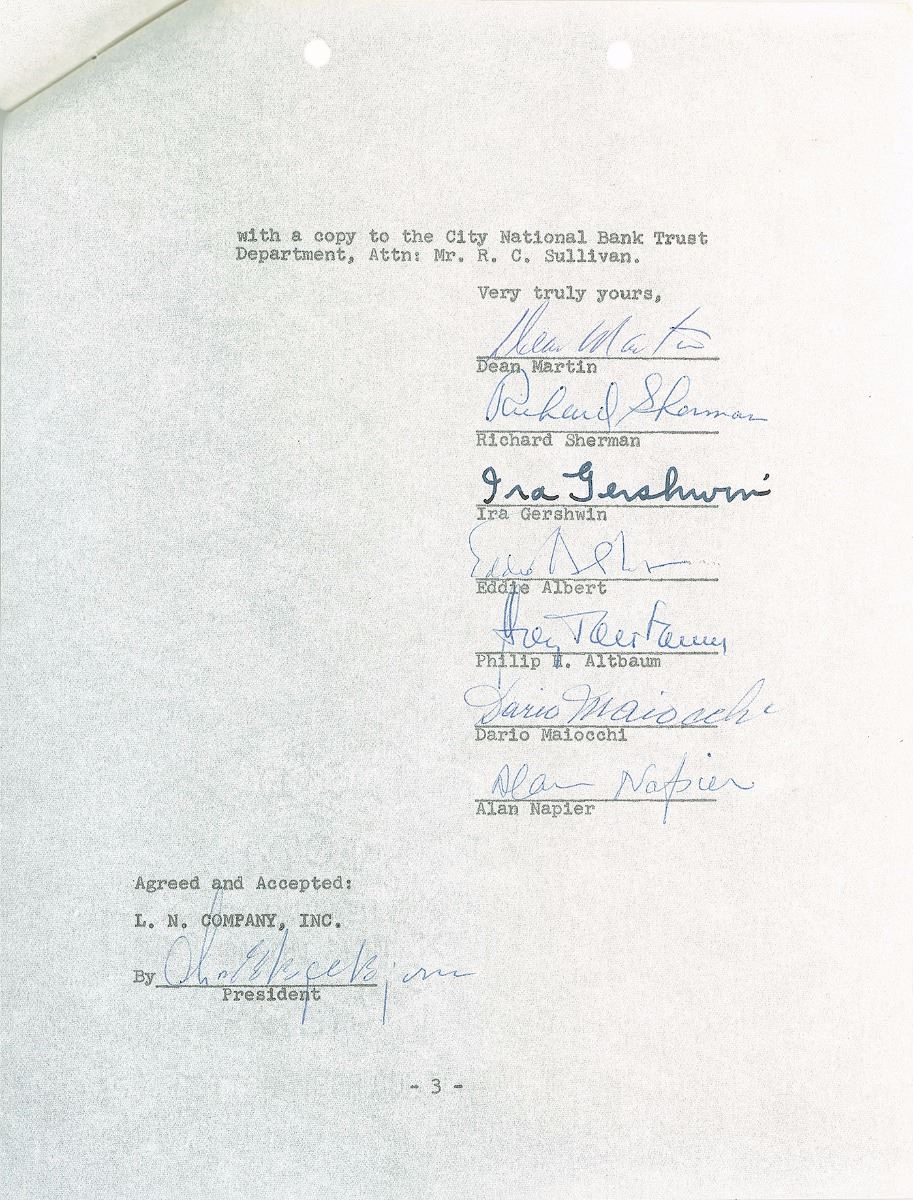 with a copy to the City National Bank Trust
Department, Attn: Mr. R. C. Sullivan.
Very truly yours,
Dean Martin
Dean Martin
Richard Sherman
Richard Sherman
Ira Gershwin
Ira Gershwin
Eddie Albert
Eddie Albert
Philip H. Altbaum
Dario Maiocchi
Dario Maiocchi
Alan Napier
Alan Napier
Agreed and Accepted:
L. N. COMPANY, INC.
By
President
- 3 -